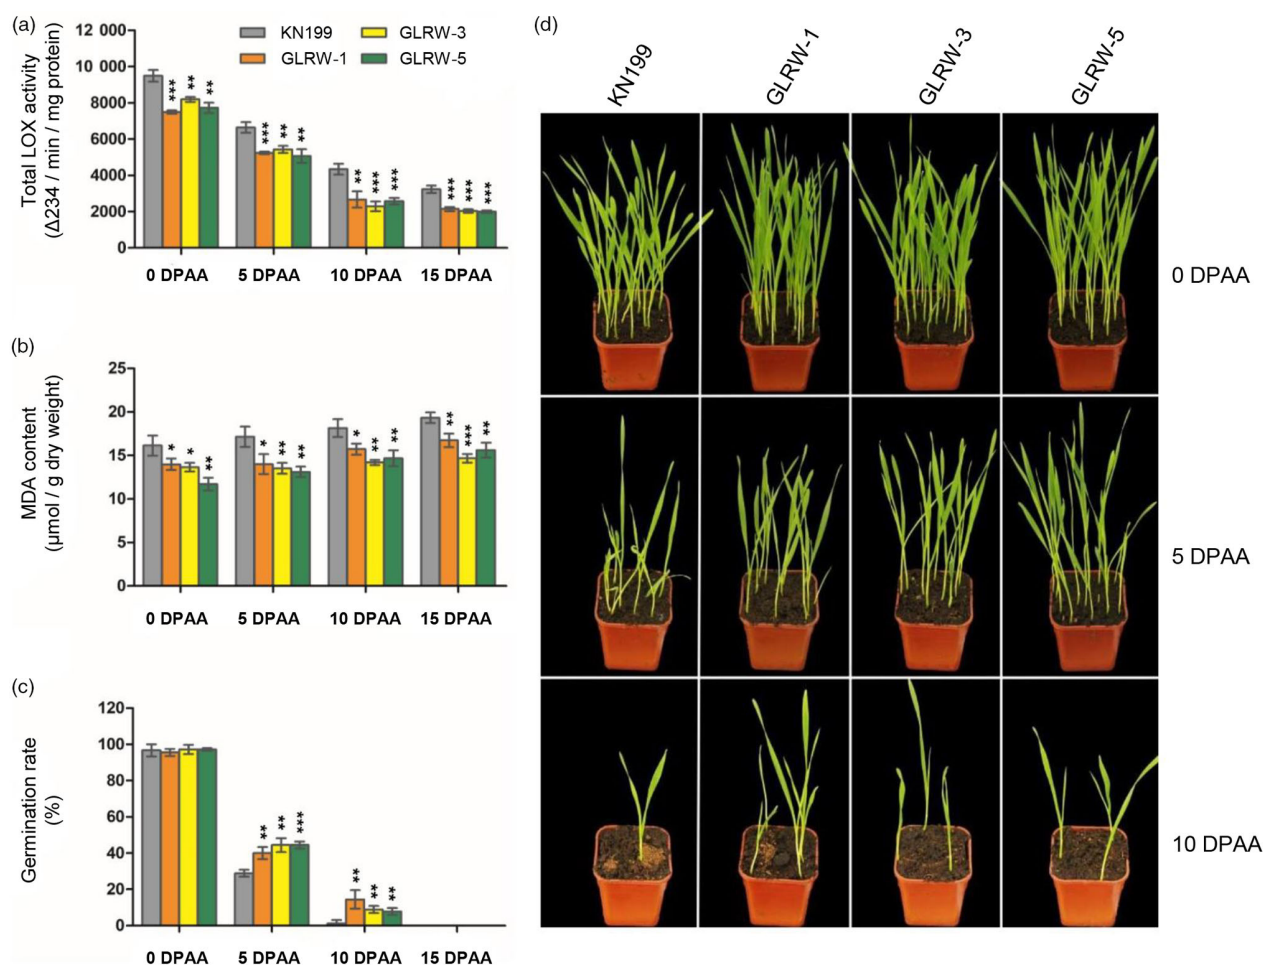 (a)
Total LOX activity
(Δ234 / min / mg protein)
12 000
10 000
8000
6000
4000
2000
0
KN199
GLRW-1
GLRW-3
GLRW-5
***
**
**
***
**
**
**
***
***
***
***
***
0 DPAA
5 DPAA
10 DPAA
15 DPAA
(b)
MDA content
(μmol / g dry weight)
25
20
15
10
5
0
*
*
**
*
**
**
*
**
**
**
***
**
0 DPAA
5 DPAA
10 DPAA
15 DPAA
(c)
Germination rate
(%)
120
100
80
60
40
20
0
**
**
***
**
**
**
0 DPAA
5 DPAA
10 DPAA
15 DPAA
(d)
KN199
GLRW-1
GLRW-3
GLRW-5
0 DPAA
5 DPAA
10 DPAA